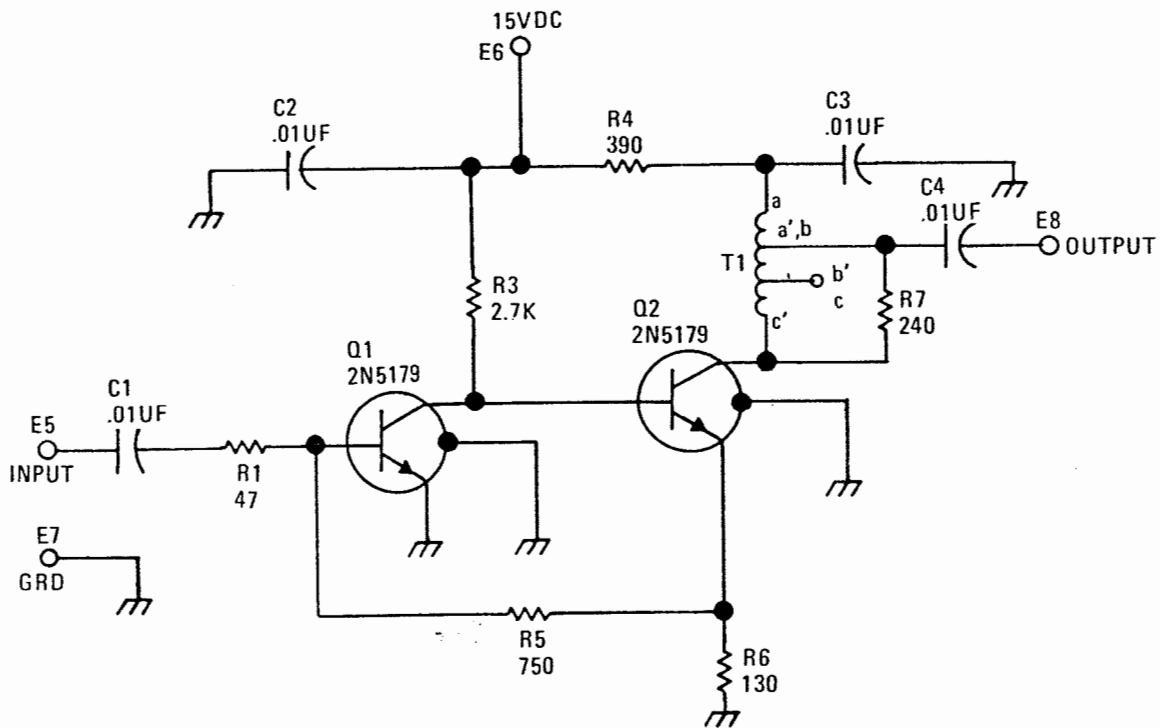 15VDC
E6
C2
.01UF
R4
390
C3
.01UF
C4
.01UF
E8
OUTPUT
a
a',b
T1
b'
c
c'
R7
240
R3
2.7K
Q1
2N5179
Q2
2N5179
C1
.01UF
E5
INPUT
R1
47
E7
GRD
R5
750
R6
130